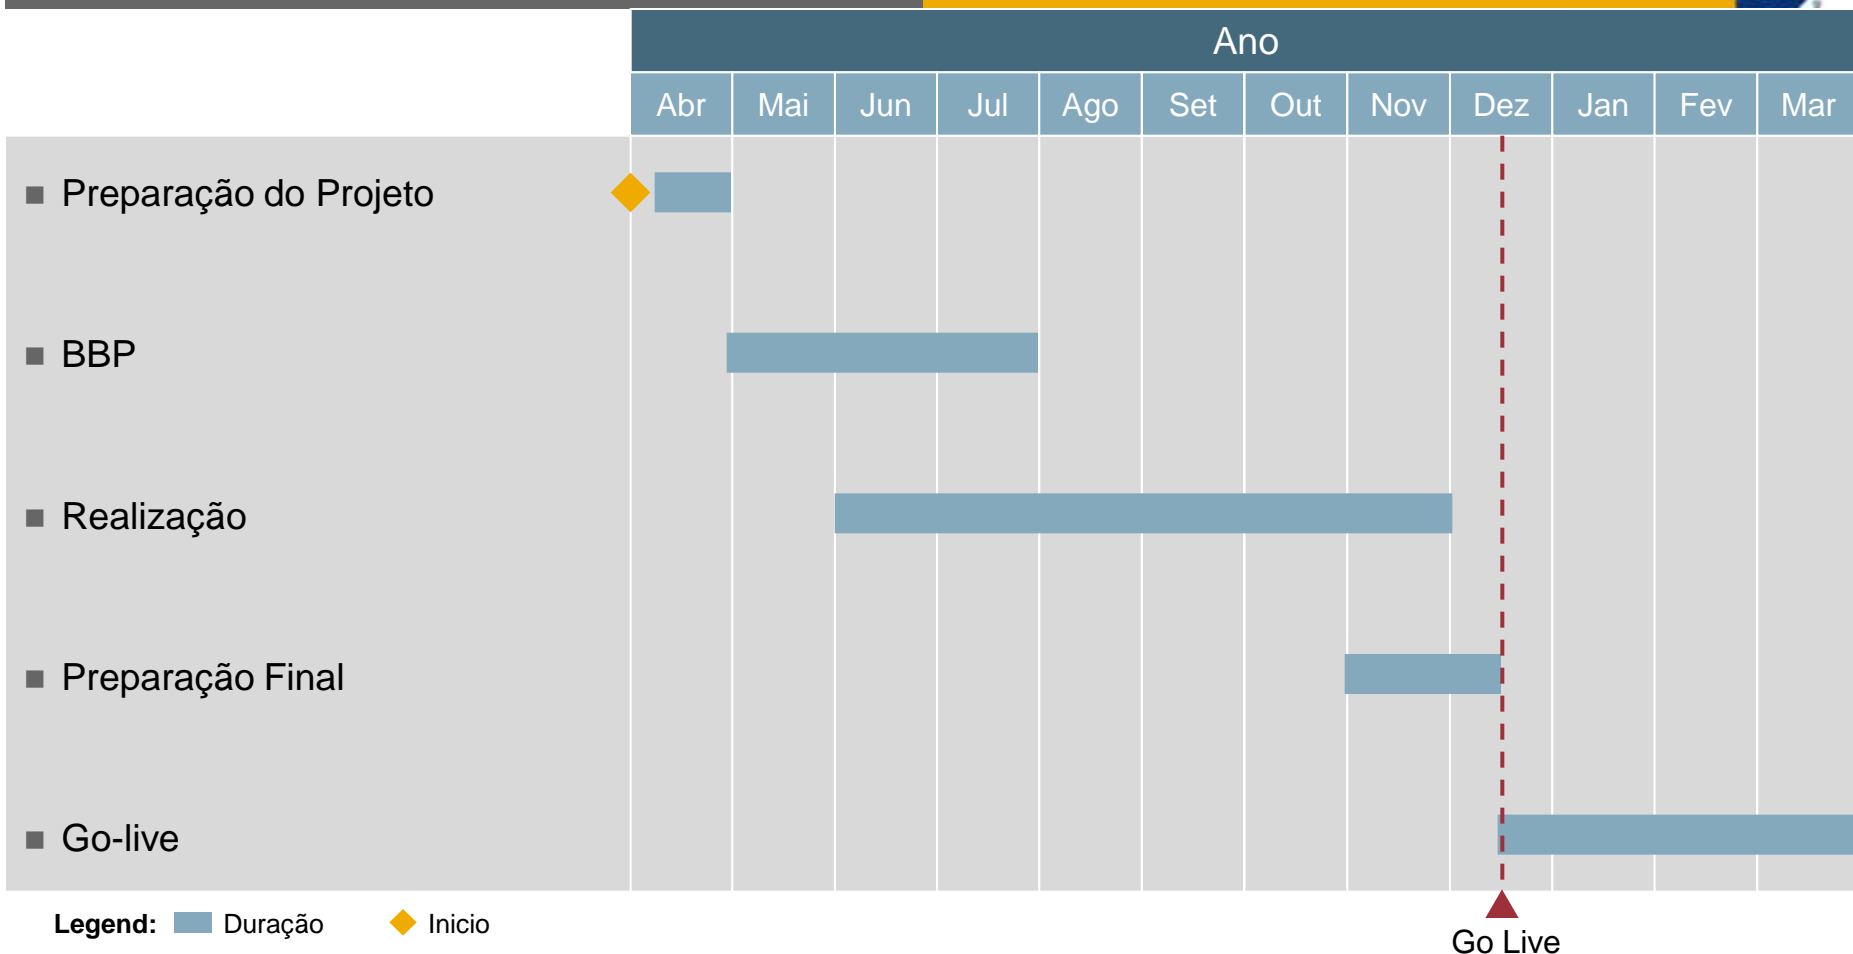 Ano
Abr Mai Jun Jul Ago Set Out Nov Dez Jan Fev Mar
Preparação do Projeto
BBP
Realização
Preparação Final
Go-live
Legend: Duração Inicio
Go Live